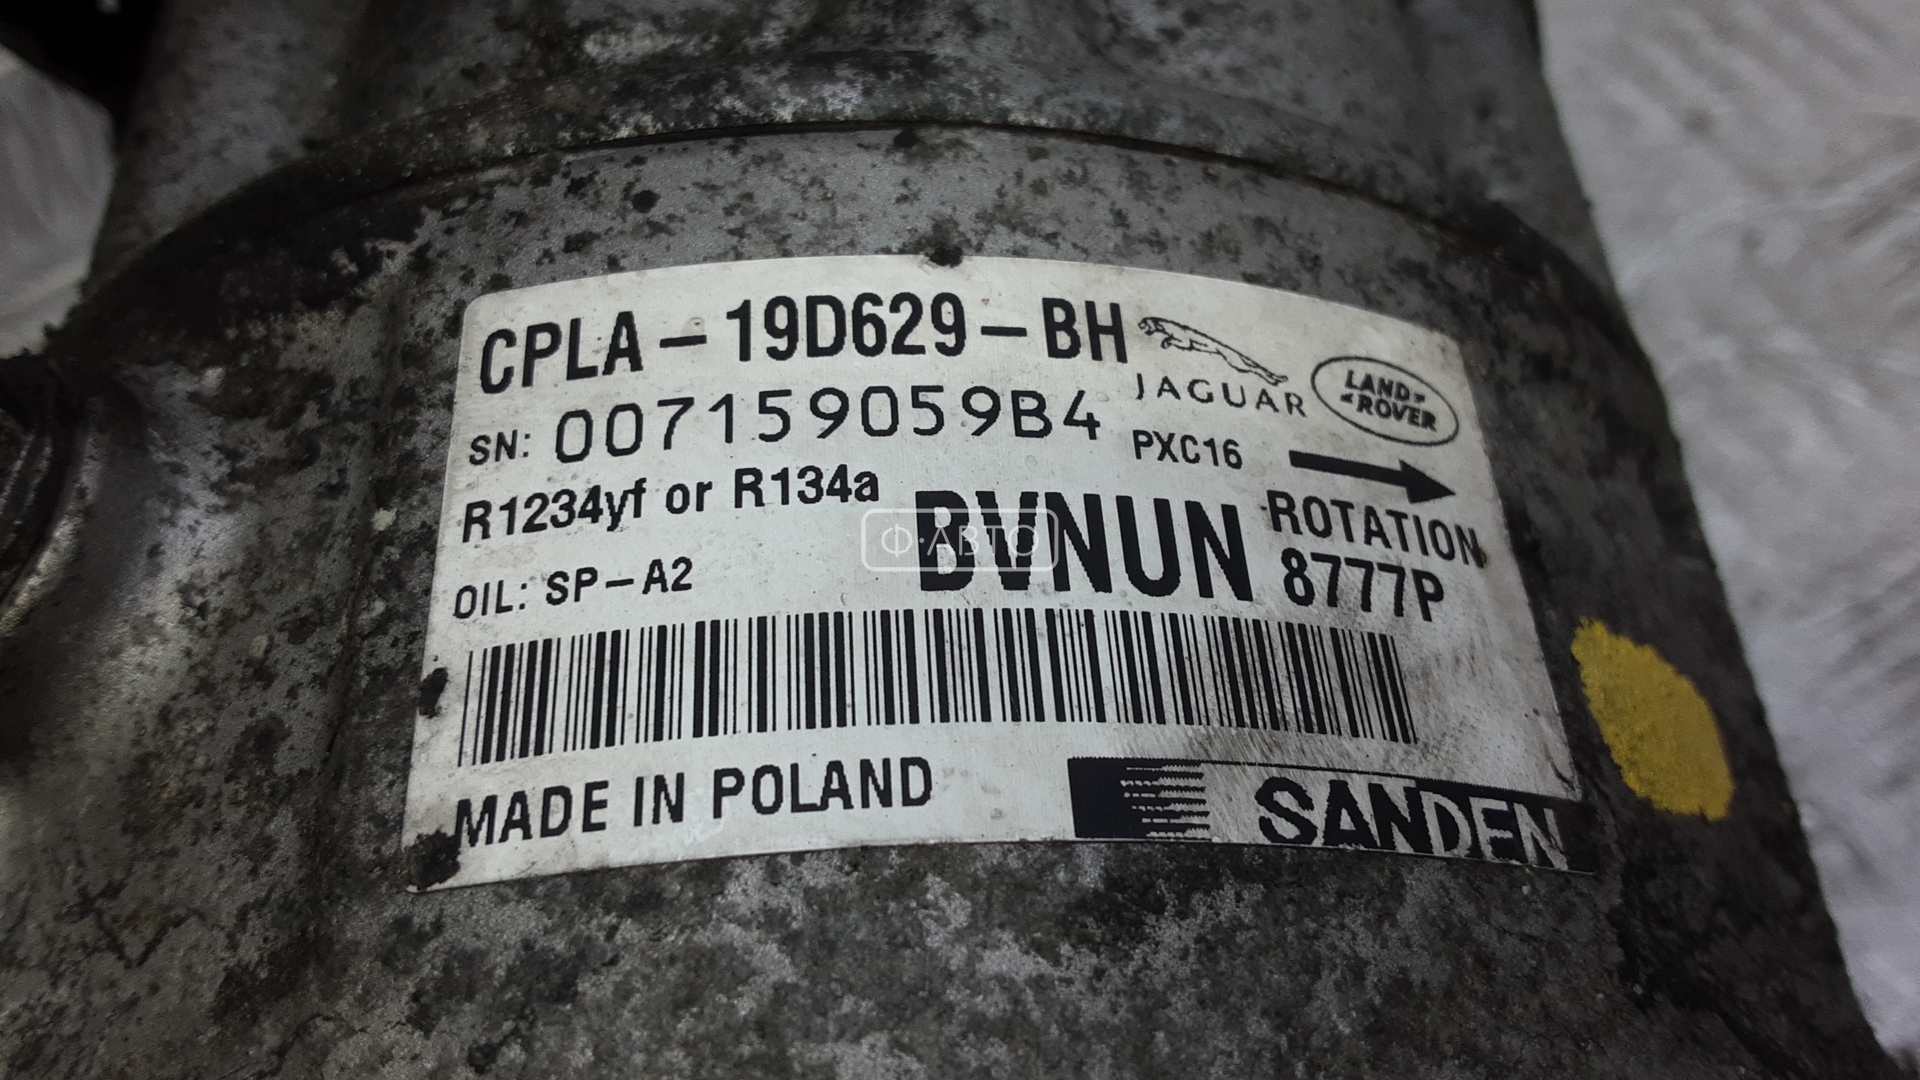 CPLA-19D629-BH
JAGUAR
LAND
ROVER
SN: 007159059B4
PXC16
R1234yf or R134a
ROTATION
BVNUN
8777P
Ф·АВТО
OIL: SP-A2
MADE IN POLAND
SANDEN